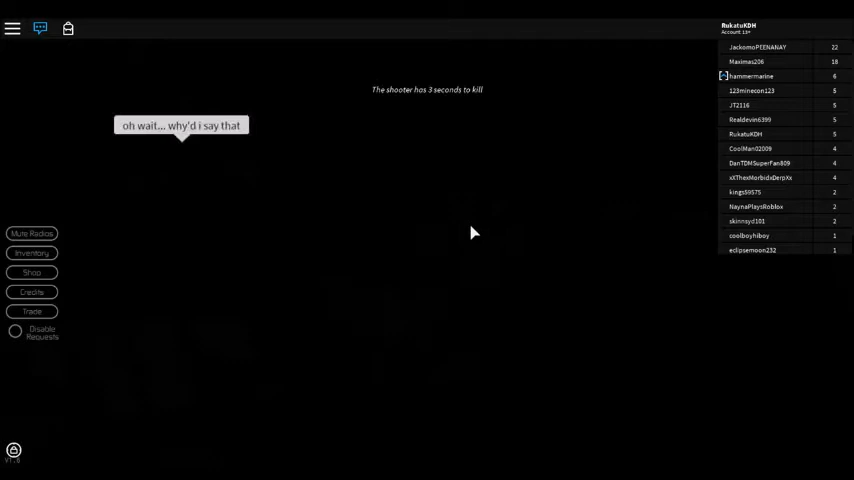 RukatuKDH
Account 13+
JackomoPEENANAY 22
Maximas206 18
hammermarine 6
123minecon123 5
JT2116 5
Realdevin6399 5
RukatuKDH 5
CoolMan02009 4
DanTDMSuperFan809 4
xXThexMorbidxDerpXx 4
kings59575 2
NaynaPlaysRoblox 2
skinnsyd101 2
coolboyhiboy 1
eclipsemoon232 1
The shooter has 3 seconds to kill
oh wait... why'd i say that
Mure Radios
Inventory
Shop
Credits
Trade
Disable
Requests